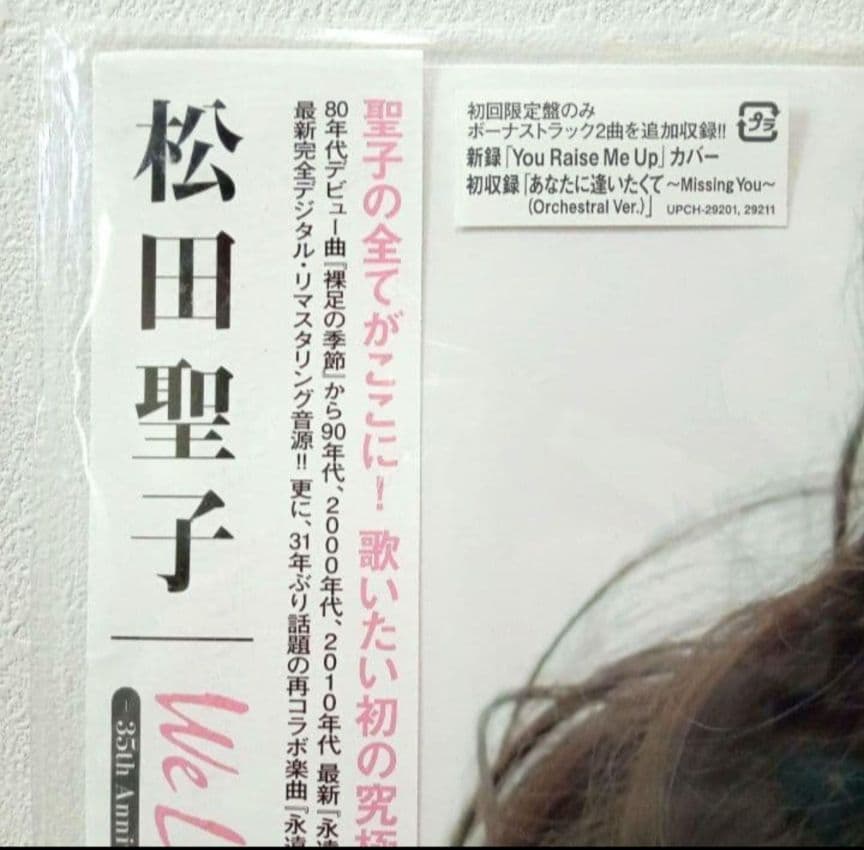 聖子の全てがここに！ 歌いたい初の究極
80年代デビュー曲『裸足の季節』から90年代、2000年代、2010年代 最新『永遠
最新完全デジタル・リマスタリング音源!! 更に、31年ぶり話題の再コラボ楽曲『永遠
松田聖子
We L
-35th Anni
初回限定盤のみ
ボーナストラック2曲を追加収録!!
新録「You Raise Me Up」カバー
初収録「あなたに逢いたくて～Missing You～
(Orchestral Ver.)」 UPCH-29201, 29211
プラ